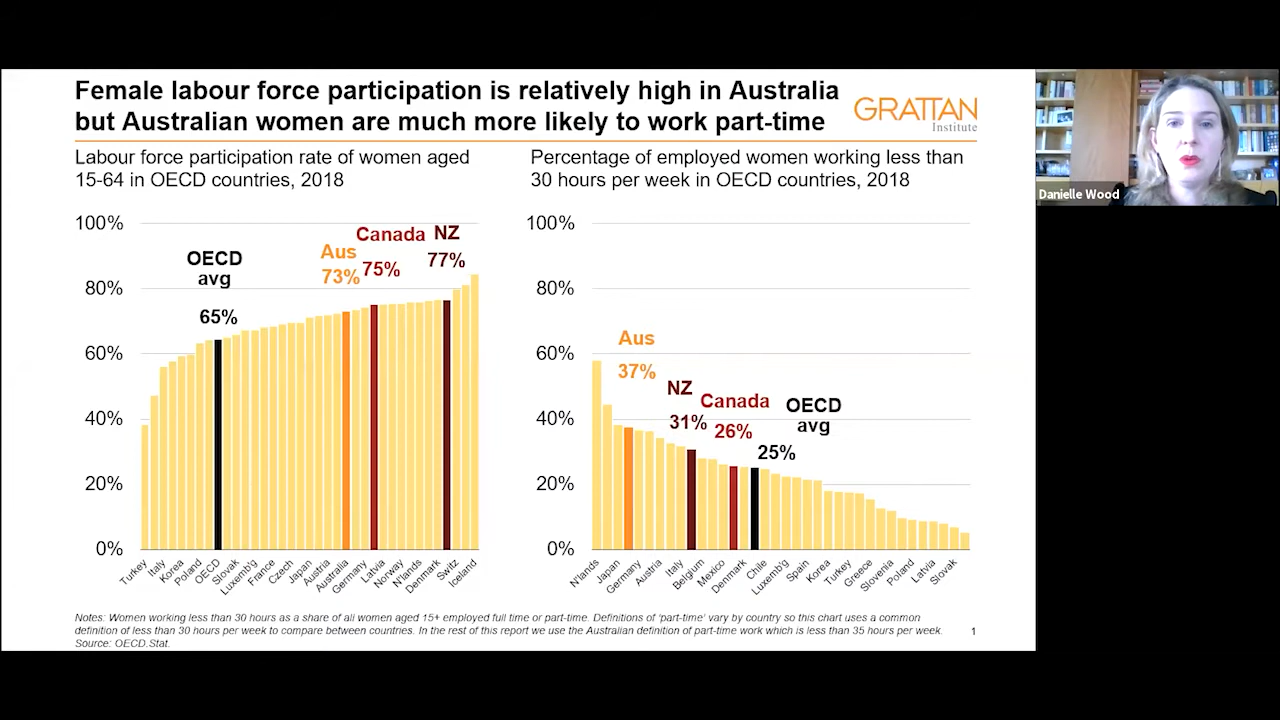 Female labour force participation is relatively high in Australia
but Australian women are much more likely to work part-time
GRATTAN
Institute
Labour force participation rate of women aged
15-64 in OECD countries, 2018
100%
80%
60%
40%
20%
0%
OECD
avg
65%
Aus
73%
Canada
75%
NZ
77%
Turkey
Italy
Korea
Poland
OECD
Slovak
Luxemb'g
France
Czech
Japan
Austria
Australia
Germany
Latvia
Norway
N'lands
Denmark
Switz
Iceland
Percentage of employed women working less than
30 hours per week in OECD countries, 2018
100%
80%
60%
40%
20%
0%
Aus
37%
NZ
31%
Canada
26%
OECD
avg
25%
N'lands
Japan
Germany
Austria
Italy
Belgium
Mexico
Denmark
Chile
Luxemb'g
Spain
Korea
Turkey
Greece
Slovenia
Poland
Latvia
Slovak
Notes: Women working less than 30 hours as a share of all women aged 15+ employed full time or part-time. Definitions of 'part-time' vary by country so this chart uses a common
definition of less than 30 hours per week to compare between countries. In the rest of this report we use the Australian definition of part-time work which is less than 35 hours per week.
Source: OECD.Stat.
1
Danielle Wood